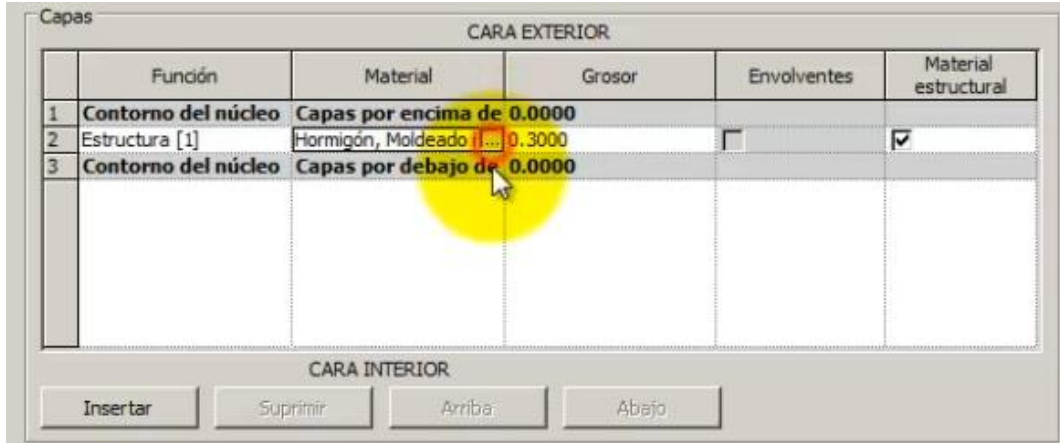 Capas
CARA EXTERIOR
Función Material Grosor Envolventes Material estructural
1 Contorno del núcleo Capas por encima de 0.0000
2 Estructura [1] Hormigón, Moldeado ... 0.3000
3 Contorno del núcleo Capas por debajo de 0.0000
CARA INTERIOR
Insertar Suprimir Arriba Abajo